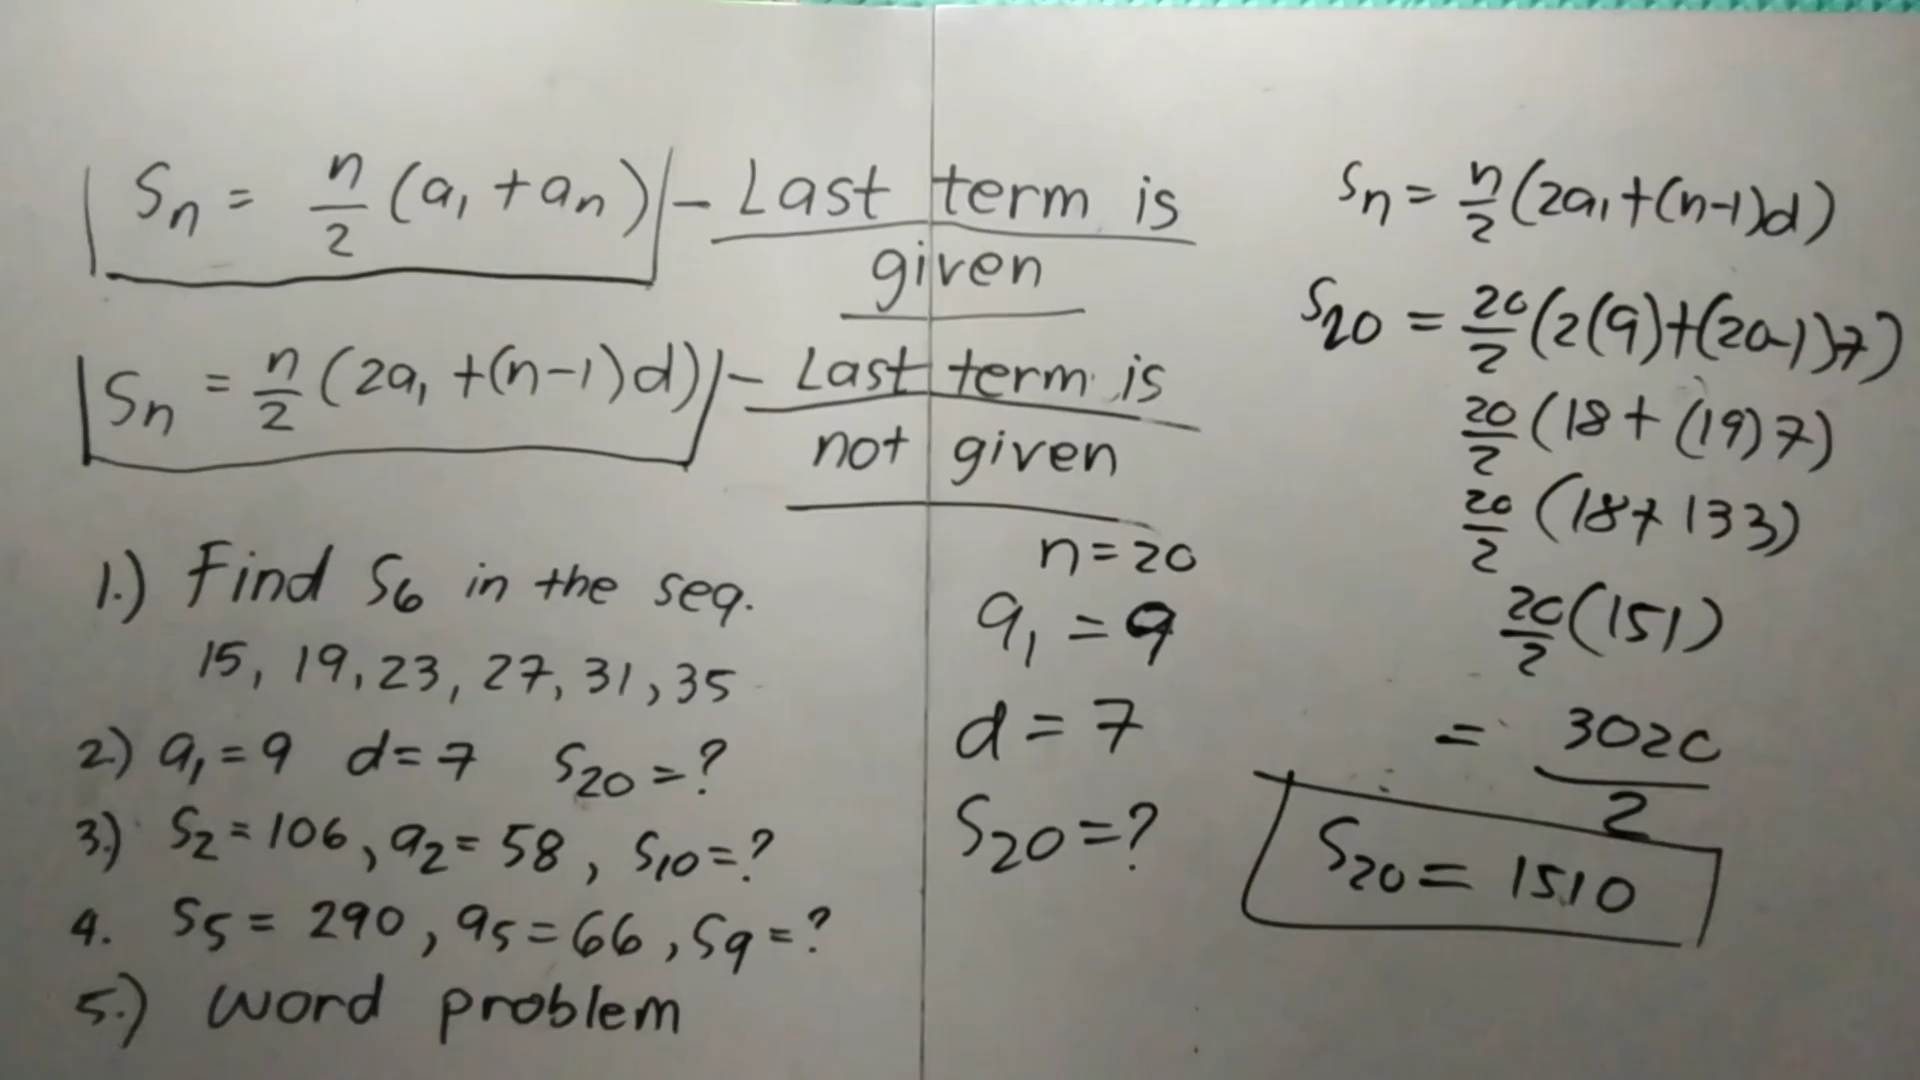 Sn = n/2 (a₁ + an) - Last term is
given
Sn = n/2 (2a₁ + (n-1)d) - Last term is
not given
1.) Find S₆ in the seq.
15, 19, 23, 27, 31, 35
2.) a₁ = 9 d = 7 S₂₀ = ?
3.) S₂ = 106, a₂ = 58, S₁₀ = ?
4. S₅ = 290, a₅ = 66, S₉ = ?
5.) word problem
n = 20
a₁ = 9
d = 7
S₂₀ = ?
Sn = n/2 (2a₁ + (n-1)d)
S₂₀ = 20/2 (2(9) + (20-1)7)
20/2 (18 + (19)7)
20/2 (18 + 133)
20/2 (151)
= 3020/2
S₂₀ = 1510